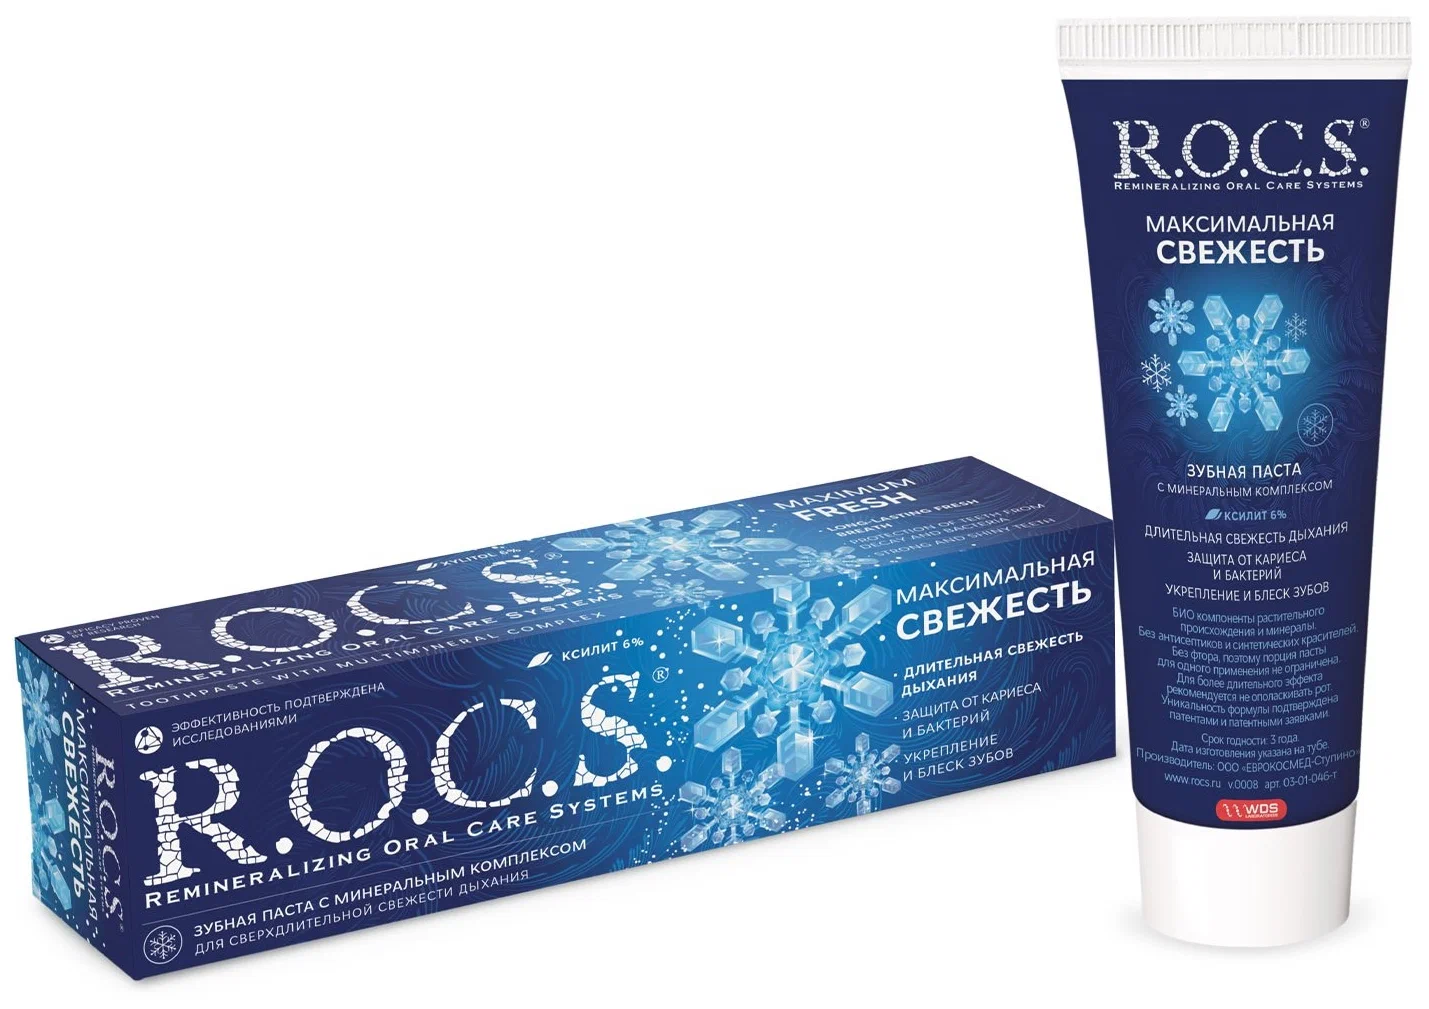 R.O.C.S.®
REMINERALIZING ORAL CARE SYSTEMS
МАКСИМАЛЬНАЯ
СВЕЖЕСТЬ
ЗУБНАЯ ПАСТА
С МИНЕРАЛЬНЫМ КОМПЛЕКСОМ
КСИЛИТ 6%
ДЛИТЕЛЬНАЯ СВЕЖЕСТЬ ДЫХАНИЯ
ЗАЩИТА ОТ КАРИЕСА
И БАКТЕРИЙ
УКРЕПЛЕНИЕ И БЛЕСК ЗУБОВ
БИО компоненты растительного
происхождения и минералы.
Без антисептиков и синтетических красителей.
Без фтора, поэтому порция пасты
для одного применения не ограничена.
Для более длительного эффекта
рекомендуется не ополаскивать рот.
Уникальность формулы подтверждена
патентами и патентными заявками.
Срок годности: 3 года.
Дата изготовления указана на тубе.
Производитель: ООО «ЕВРОКОСМЕД-Ступино»
www.rocs.ru v.0008 арт. 03-01-046-т
WDS
LABORATORIES
EFFICACY PROVEN
BY RESEARCH
XYLITOL 6%
R.O.C.S.®
REMINERALIZING ORAL CARE SYSTEMS
TOOTHPASTE WITH MULTIMINERAL COMPLEX
MAXIMUM
FRESH
· LONG-LASTING FRESH
BREATH
· PROTECTION OF TEETH FROM
DECAY AND BACTERIA
· STRONG AND SHINY TEETH
ЭФФЕКТИВНОСТЬ ПОДТВЕРЖДЕНА
ИССЛЕДОВАНИЯМИ
КСИЛИТ 6%
R.O.C.S.®
REMINERALIZING ORAL CARE SYSTEMS
ЗУБНАЯ ПАСТА С МИНЕРАЛЬНЫМ КОМПЛЕКСОМ
ДЛЯ СВЕРХДЛИТЕЛЬНОЙ СВЕЖЕСТИ ДЫХАНИЯ
МАКСИМАЛЬНАЯ
СВЕЖЕСТЬ
· ДЛИТЕЛЬНАЯ СВЕЖЕСТЬ
ДЫХАНИЯ
· ЗАЩИТА ОТ КАРИЕСА
И БАКТЕРИЙ
· УКРЕПЛЕНИЕ
И БЛЕСК ЗУБОВ
R.O.C.S.®
МАКСИМАЛЬНАЯ
СВЕЖЕСТЬ